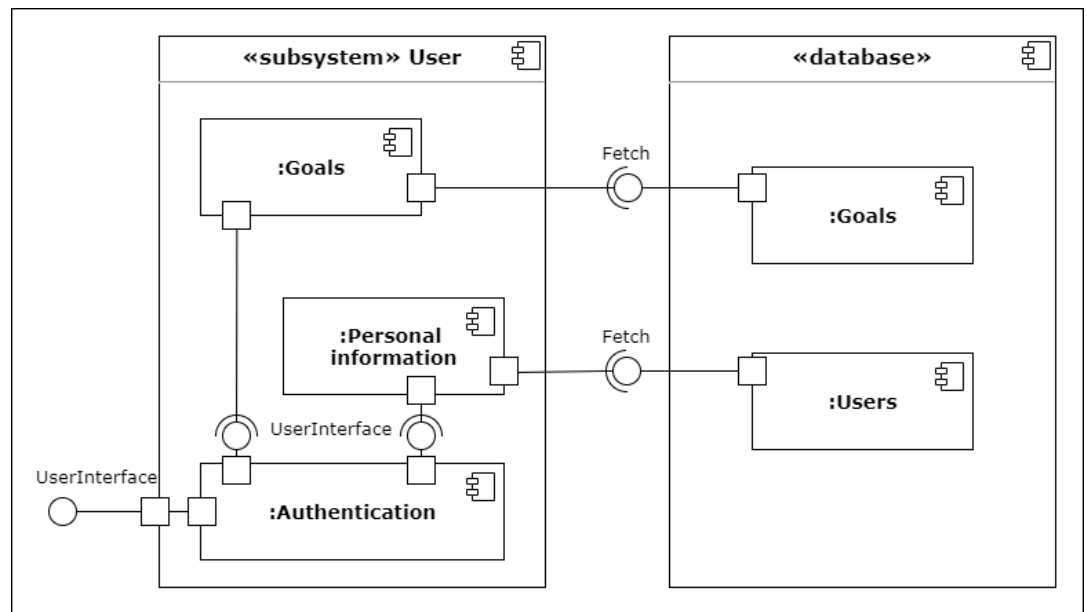 «subsystem» User
«database»
:Goals
Fetch
:Goals
:Personal
information
Fetch
:Users
UserInterface
UserInterface
:Authentication